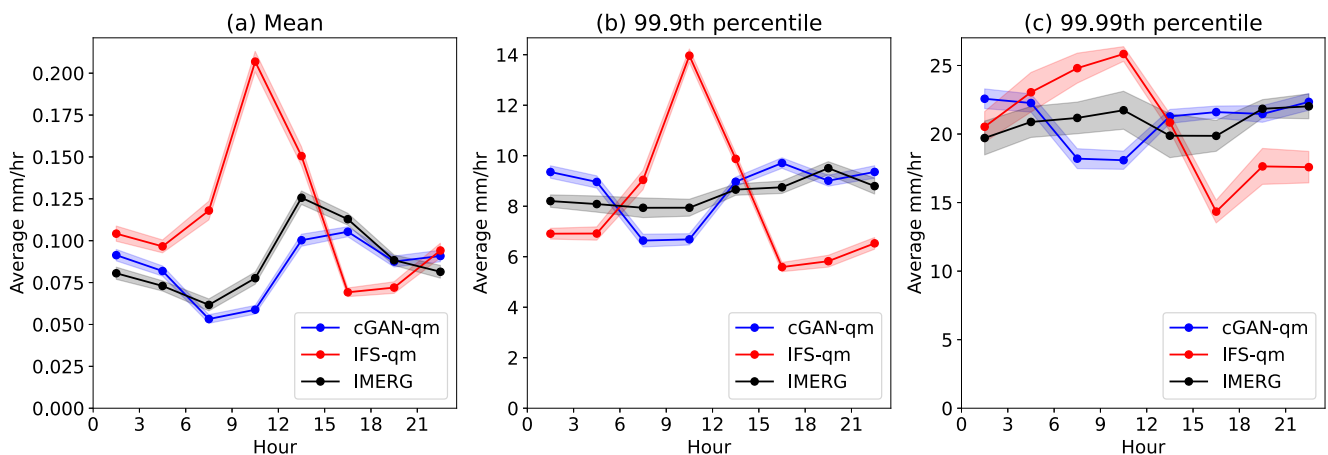 (a) Mean
Average mm/hr
0.200
0.175
0.150
0.125
0.100
0.075
0.050
0.025
0.000
0 3 6 9 12 15 18 21
Hour
cGAN-qm
IFS-qm
IMERG
(b) 99.9th percentile
Average mm/hr
14
12
10
8
6
4
2
0
0 3 6 9 12 15 18 21
Hour
cGAN-qm
IFS-qm
IMERG
(c) 99.99th percentile
Average mm/hr
25
20
15
10
5
0
0 3 6 9 12 15 18 21
Hour
cGAN-qm
IFS-qm
IMERG